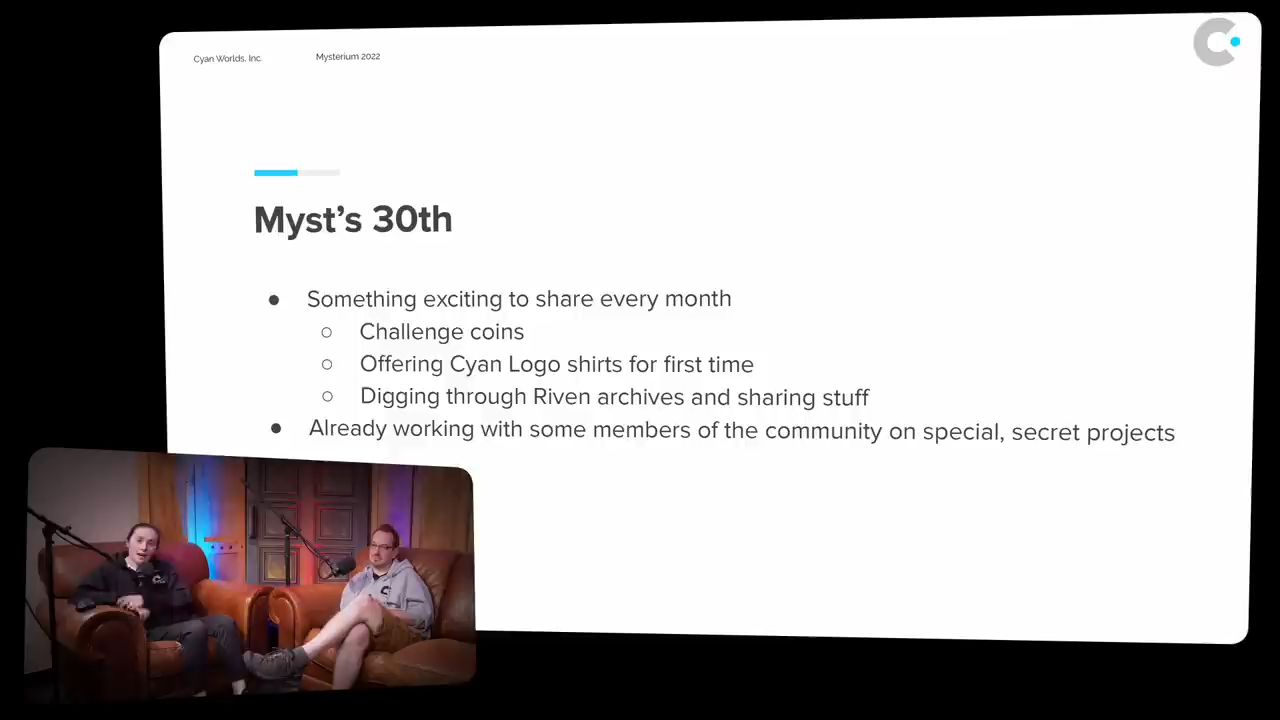 Cyan Worlds, Inc.
Mysterium 2022
Myst's 30th
● Something exciting to share every month
○ Challenge coins
○ Offering Cyan Logo shirts for first time
○ Digging through Riven archives and sharing stuff
● Already working with some members of the community on special, secret projects